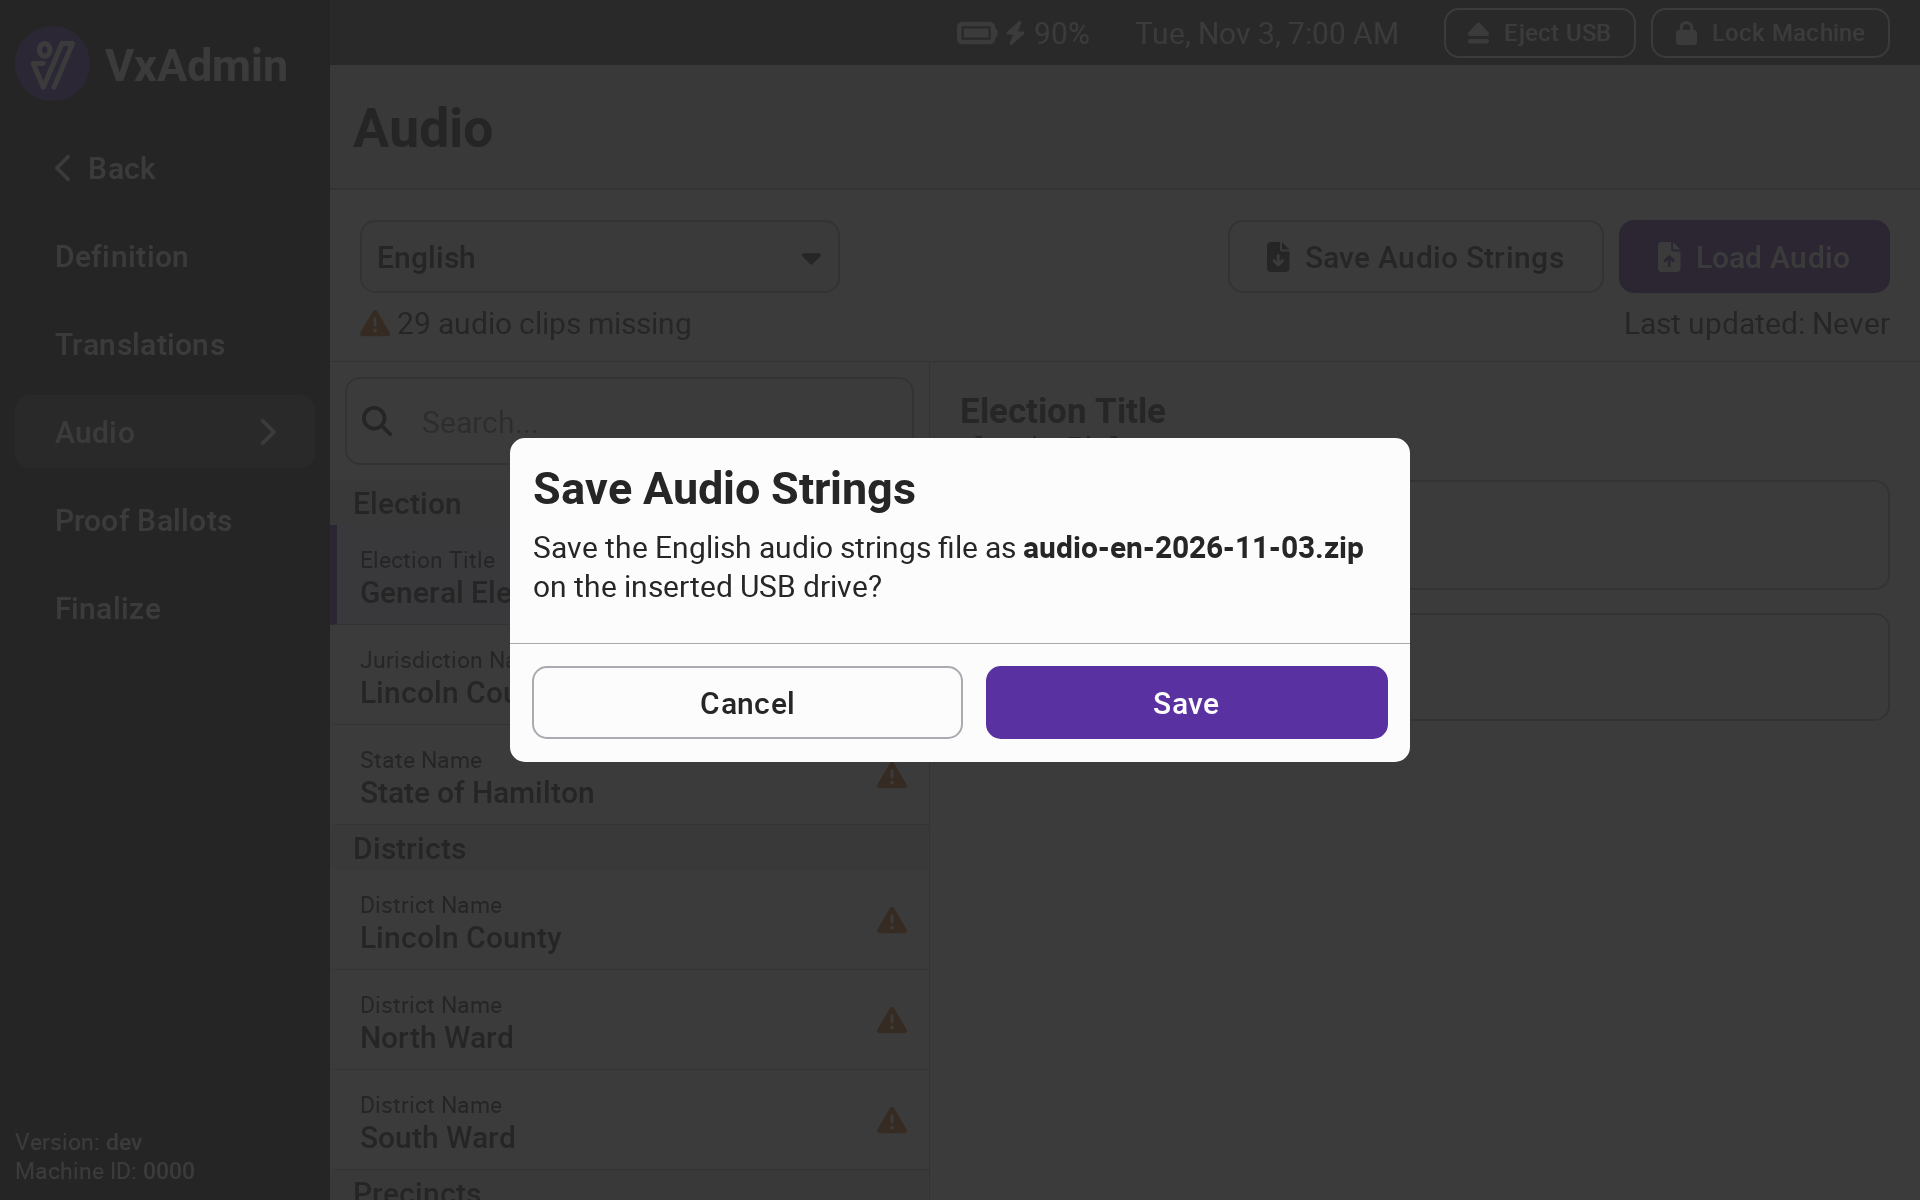 VxAdmin
90%
Tue, Nov 3, 7:00 AM
Eject USB
Lock Machine
Back
Definition
Translations
Audio
Proof Ballots
Finalize
Version: dev
Machine ID: 0000
Audio
English
Save Audio Strings
Load Audio
29 audio clips missing
Last updated: Never
Search...
Election
Election Title
General Ele
Jurisdiction Na
Lincoln Cou
State Name
State of Hamilton
Districts
District Name
Lincoln County
District Name
North Ward
District Name
South Ward
Precincts
Election Title
Save Audio Strings
Save the English audio strings file as audio-en-2026-11-03.zip
on the inserted USB drive?
Cancel
Save